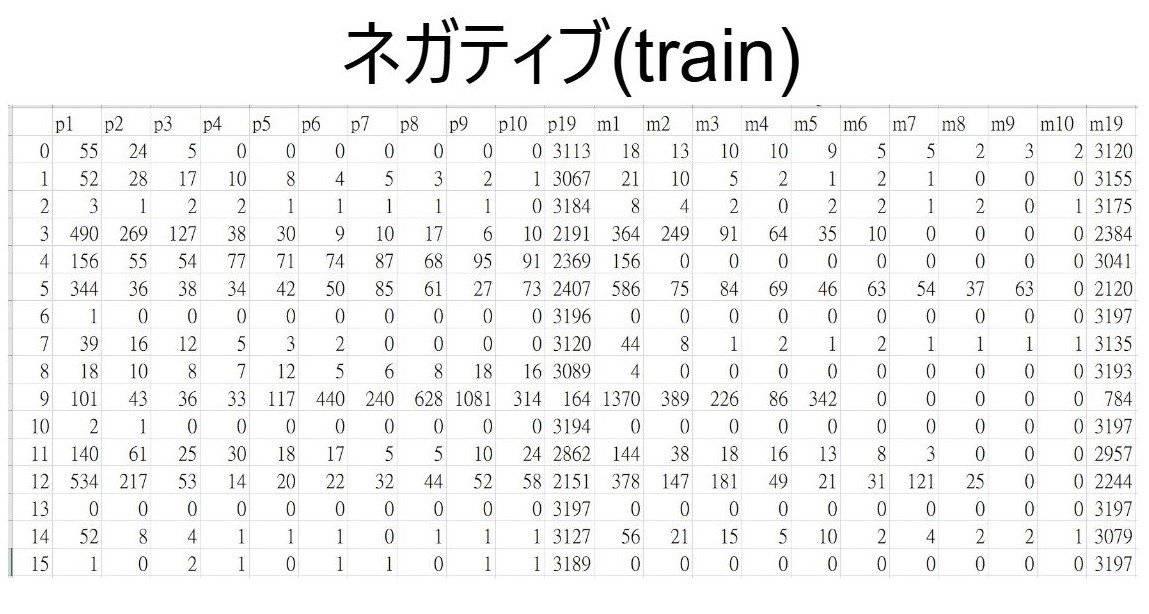 ネガティブ(train)
p1 p2 p3 p4 p5 p6 p7 p8 p9 p10 p19 m1 m2 m3 m4 m5 m6 m7 m8 m9 m10 m19
0 55 24 5 0 0 0 0 0 0 0 3113 18 13 10 10 9 5 5 2 3 2 3120
1 52 28 17 10 8 4 5 3 2 1 3067 21 10 5 2 1 2 1 0 0 0 3155
2 3 1 2 2 1 1 1 1 1 0 3184 8 4 2 0 2 2 1 2 0 1 3175
3 490 269 127 38 30 9 10 17 6 10 2191 364 249 91 64 35 10 0 0 0 0 2384
4 156 55 54 77 71 74 87 68 95 91 2369 156 0 0 0 0 0 0 0 0 0 3041
5 344 36 38 34 42 50 85 61 27 73 2407 586 75 84 69 46 63 54 37 63 0 2120
6 1 0 0 0 0 0 0 0 0 0 3196 0 0 0 0 0 0 0 0 0 0 3197
7 39 16 12 5 3 2 0 0 0 0 3120 44 8 1 2 1 2 1 1 1 1 3135
8 18 10 8 7 12 5 6 8 18 16 3089 4 0 0 0 0 0 0 0 0 0 3193
9 101 43 36 33 117 440 240 628 1081 314 164 1370 389 226 86 342 0 0 0 0 0 784
10 2 1 0 0 0 0 0 0 0 0 3194 0 0 0 0 0 0 0 0 0 0 3197
11 140 61 25 30 18 17 5 5 10 24 2862 144 38 18 16 13 8 3 0 0 0 2957
12 534 217 53 14 20 22 32 44 52 58 2151 378 147 181 49 21 31 121 25 0 0 2244
13 0 0 0 0 0 0 0 0 0 0 3197 0 0 0 0 0 0 0 0 0 0 3197
14 52 8 4 1 1 1 0 1 1 1 3127 56 21 15 5 10 2 4 2 2 1 3079
15 1 0 2 1 0 1 1 0 1 1 3189 0 0 0 0 0 0 0 0 0 0 3197